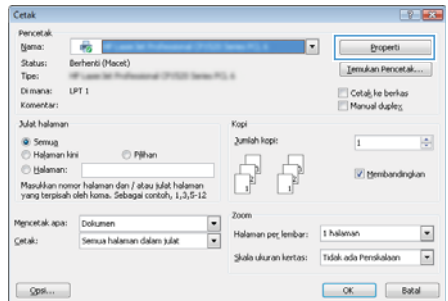 Cetak
Pencetak
Nama:
Properti
Status: Berhenti (Macet)
Tipe:
Temukan Pencetak...
Di mana: LPT 1
Cetak ke berkas
Komentar:
Manual duplex
Julat halaman
Kopi
Semua
Jumlah kopi: 1
Halaman kini Pilihan
Halaman:
Masukkan nomor halaman dan / atau julat halaman
yang terpisah oleh koma. Sebagai contoh, 1,3,5-12
Membandingkan
Mencetak apa: Dokumen
Zoom
Cetak: Semua halaman dalam julat
Halaman per lembar: 1 halaman
Skala ukuran kertas: Tidak ada Penskalaan
Opsi...
OK Batal